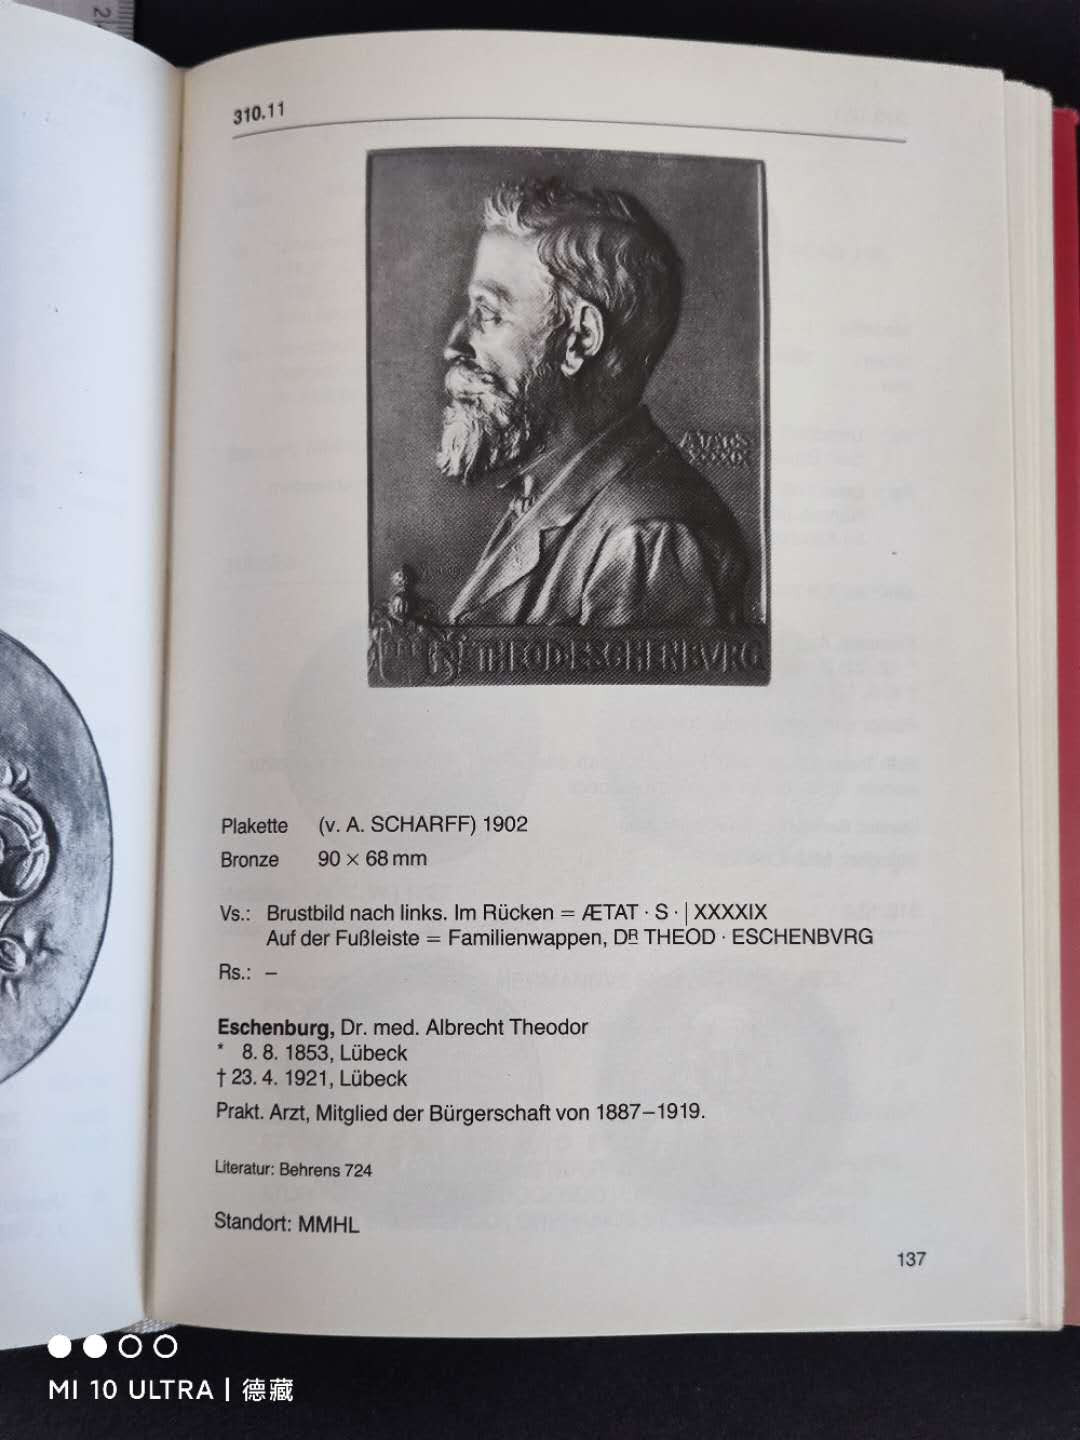 310.11
ÆTAT·S·
XXXXIX
DR THEOD·ESCHENBVRG
Plakette (v. A. SCHARFF) 1902
Bronze 90 × 68 mm
Vs.: Brustbild nach links. Im Rücken = ÆTAT · S · | XXXXIX
Auf der Fußleiste = Familienwappen, DR THEOD · ESCHENBVRG
Rs.: –
Eschenburg, Dr. med. Albrecht Theodor
* 8. 8. 1853, Lübeck
† 23. 4. 1921, Lübeck
Prakt. Arzt, Mitglied der Bürgerschaft von 1887–1919.
Literatur: Behrens 724
Standort: MMHL
137
MI 10 ULTRA | 德藏